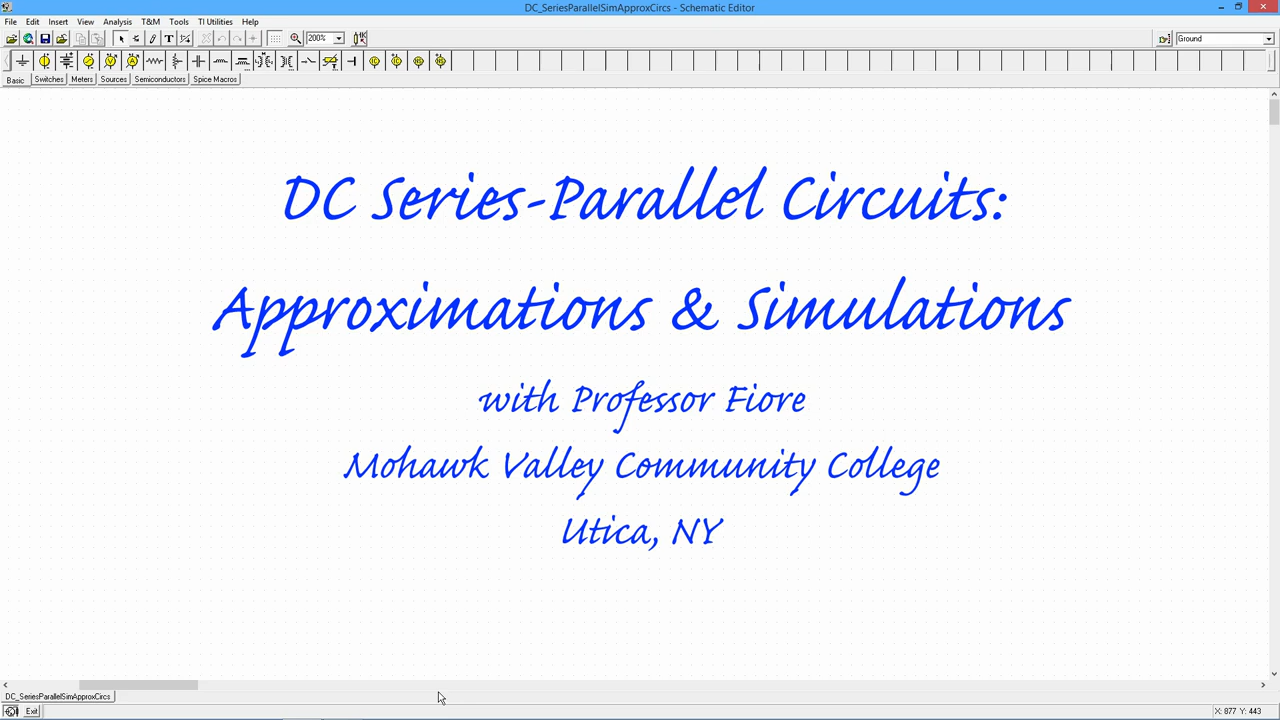 DC_SeriesParallelSimApproxCircs - Schematic Editor
File Edit Insert View Analysis T&M Tools TI Utilities Help
200% Ground
Basic Switches Meters Sources Semiconductors Spice Macros
DC Series-Parallel Circuits:
Approximations & Simulations
with Professor Fiore
Mohawk Valley Community College
Utica, NY
DC_SeriesParallelSimApproxCircs
Exit X: 877 Y: 443